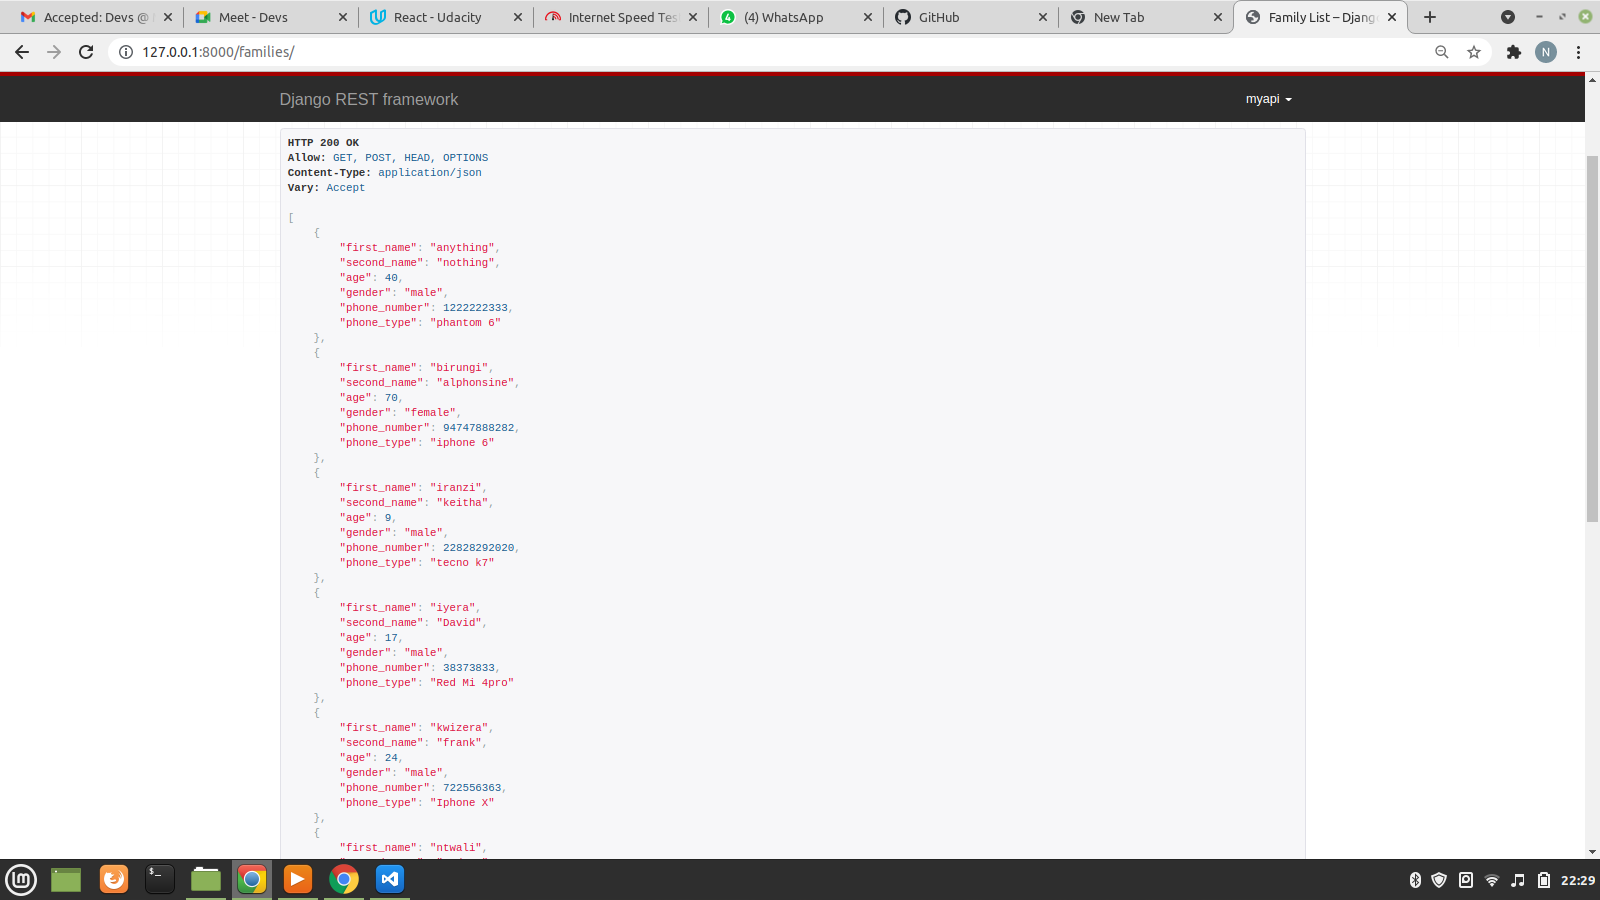 Accepted: Devs @
Meet - Devs
React - Udacity
Internet Speed Tes
(4) WhatsApp
GitHub
New Tab
Family List – Django
127.0.0.1:8000/families/
N
Django REST framework
myapi
HTTP 200 OK
Allow: GET, POST, HEAD, OPTIONS
Content-Type: application/json
Vary: Accept
[
{
"first_name": "anything",
"second_name": "nothing",
"age": 40,
"gender": "male",
"phone_number": 1222222333,
"phone_type": "phantom 6"
},
{
"first_name": "birungi",
"second_name": "alphonsine",
"age": 70,
"gender": "female",
"phone_number": 94747888282,
"phone_type": "iphone 6"
},
{
"first_name": "iranzi",
"second_name": "keitha",
"age": 9,
"gender": "male",
"phone_number": 22828292020,
"phone_type": "tecno k7"
},
{
"first_name": "iyera",
"second_name": "David",
"age": 17,
"gender": "male",
"phone_number": 38373833,
"phone_type": "Red Mi 4pro"
},
{
"first_name": "kwizera",
"second_name": "frank",
"age": 24,
"gender": "male",
"phone_number": 722556363,
"phone_type": "Iphone X"
},
{
"first_name": "ntwali",
22:29